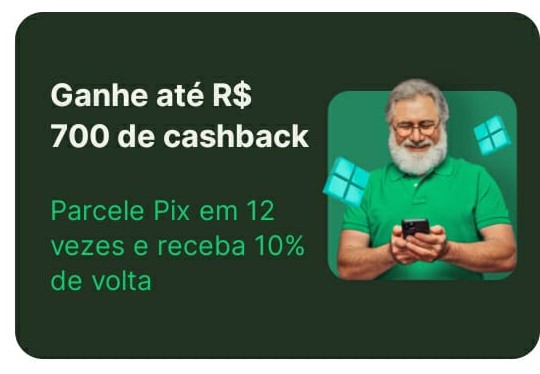 Ganhe até R$
700 de cashback
Parcele Pix em 12
vezes e receba 10%
de volta